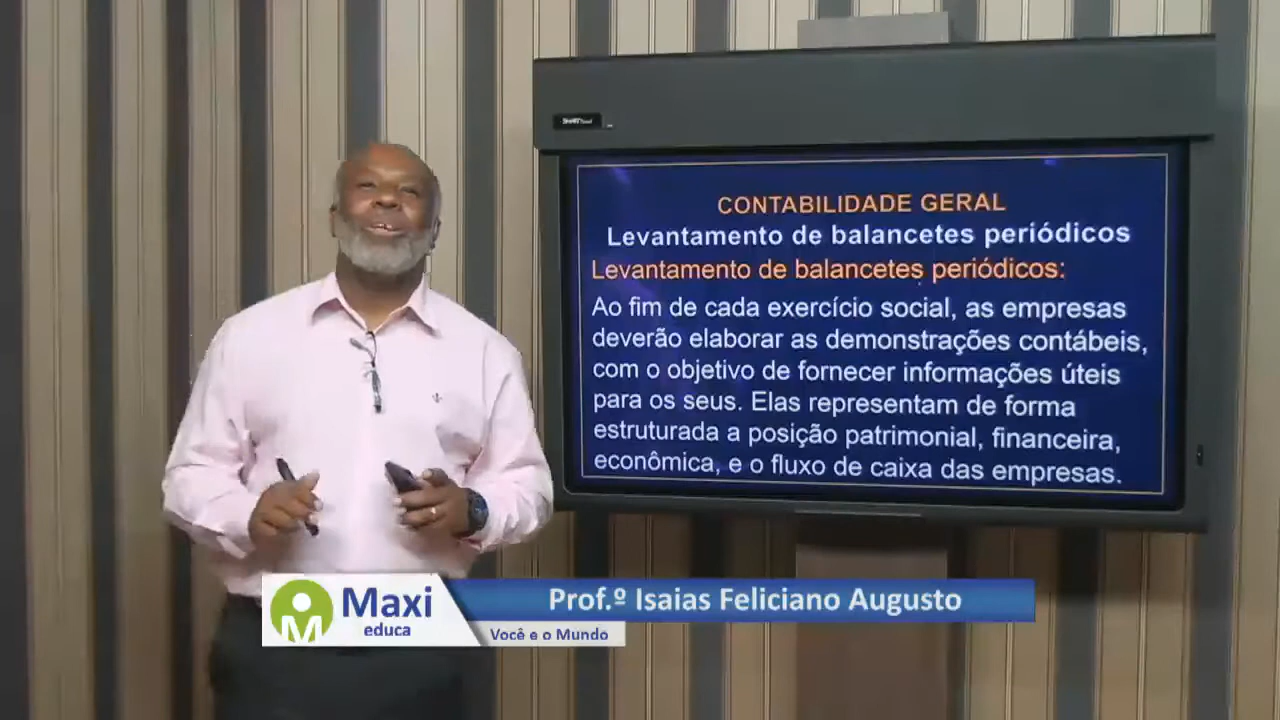 CONTABILIDADE GERAL
Levantamento de balancetes periódicos
Levantamento de balancetes periódicos:
Ao fim de cada exercício social, as empresas
deverão elaborar as demonstrações contábeis,
com o objetivo de fornecer informações úteis
para os seus. Elas representam de forma
estruturada a posição patrimonial, financeira,
econômica, e o fluxo de caixa das empresas.
Maxi
educa
Prof.º Isaias Feliciano Augusto
Você e o Mundo